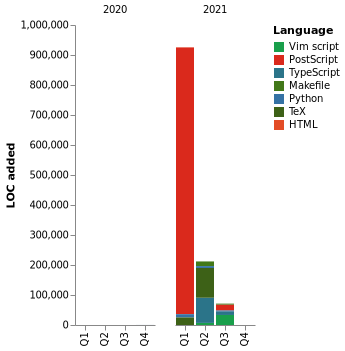 2020
2021
LOC added
1,000,000
900,000
800,000
700,000
600,000
500,000
400,000
300,000
200,000
100,000
0
Q1
Q2
Q3
Q4
Q1
Q2
Q3
Q4
Language
Vim script
PostScript
TypeScript
Makefile
Python
TeX
HTML